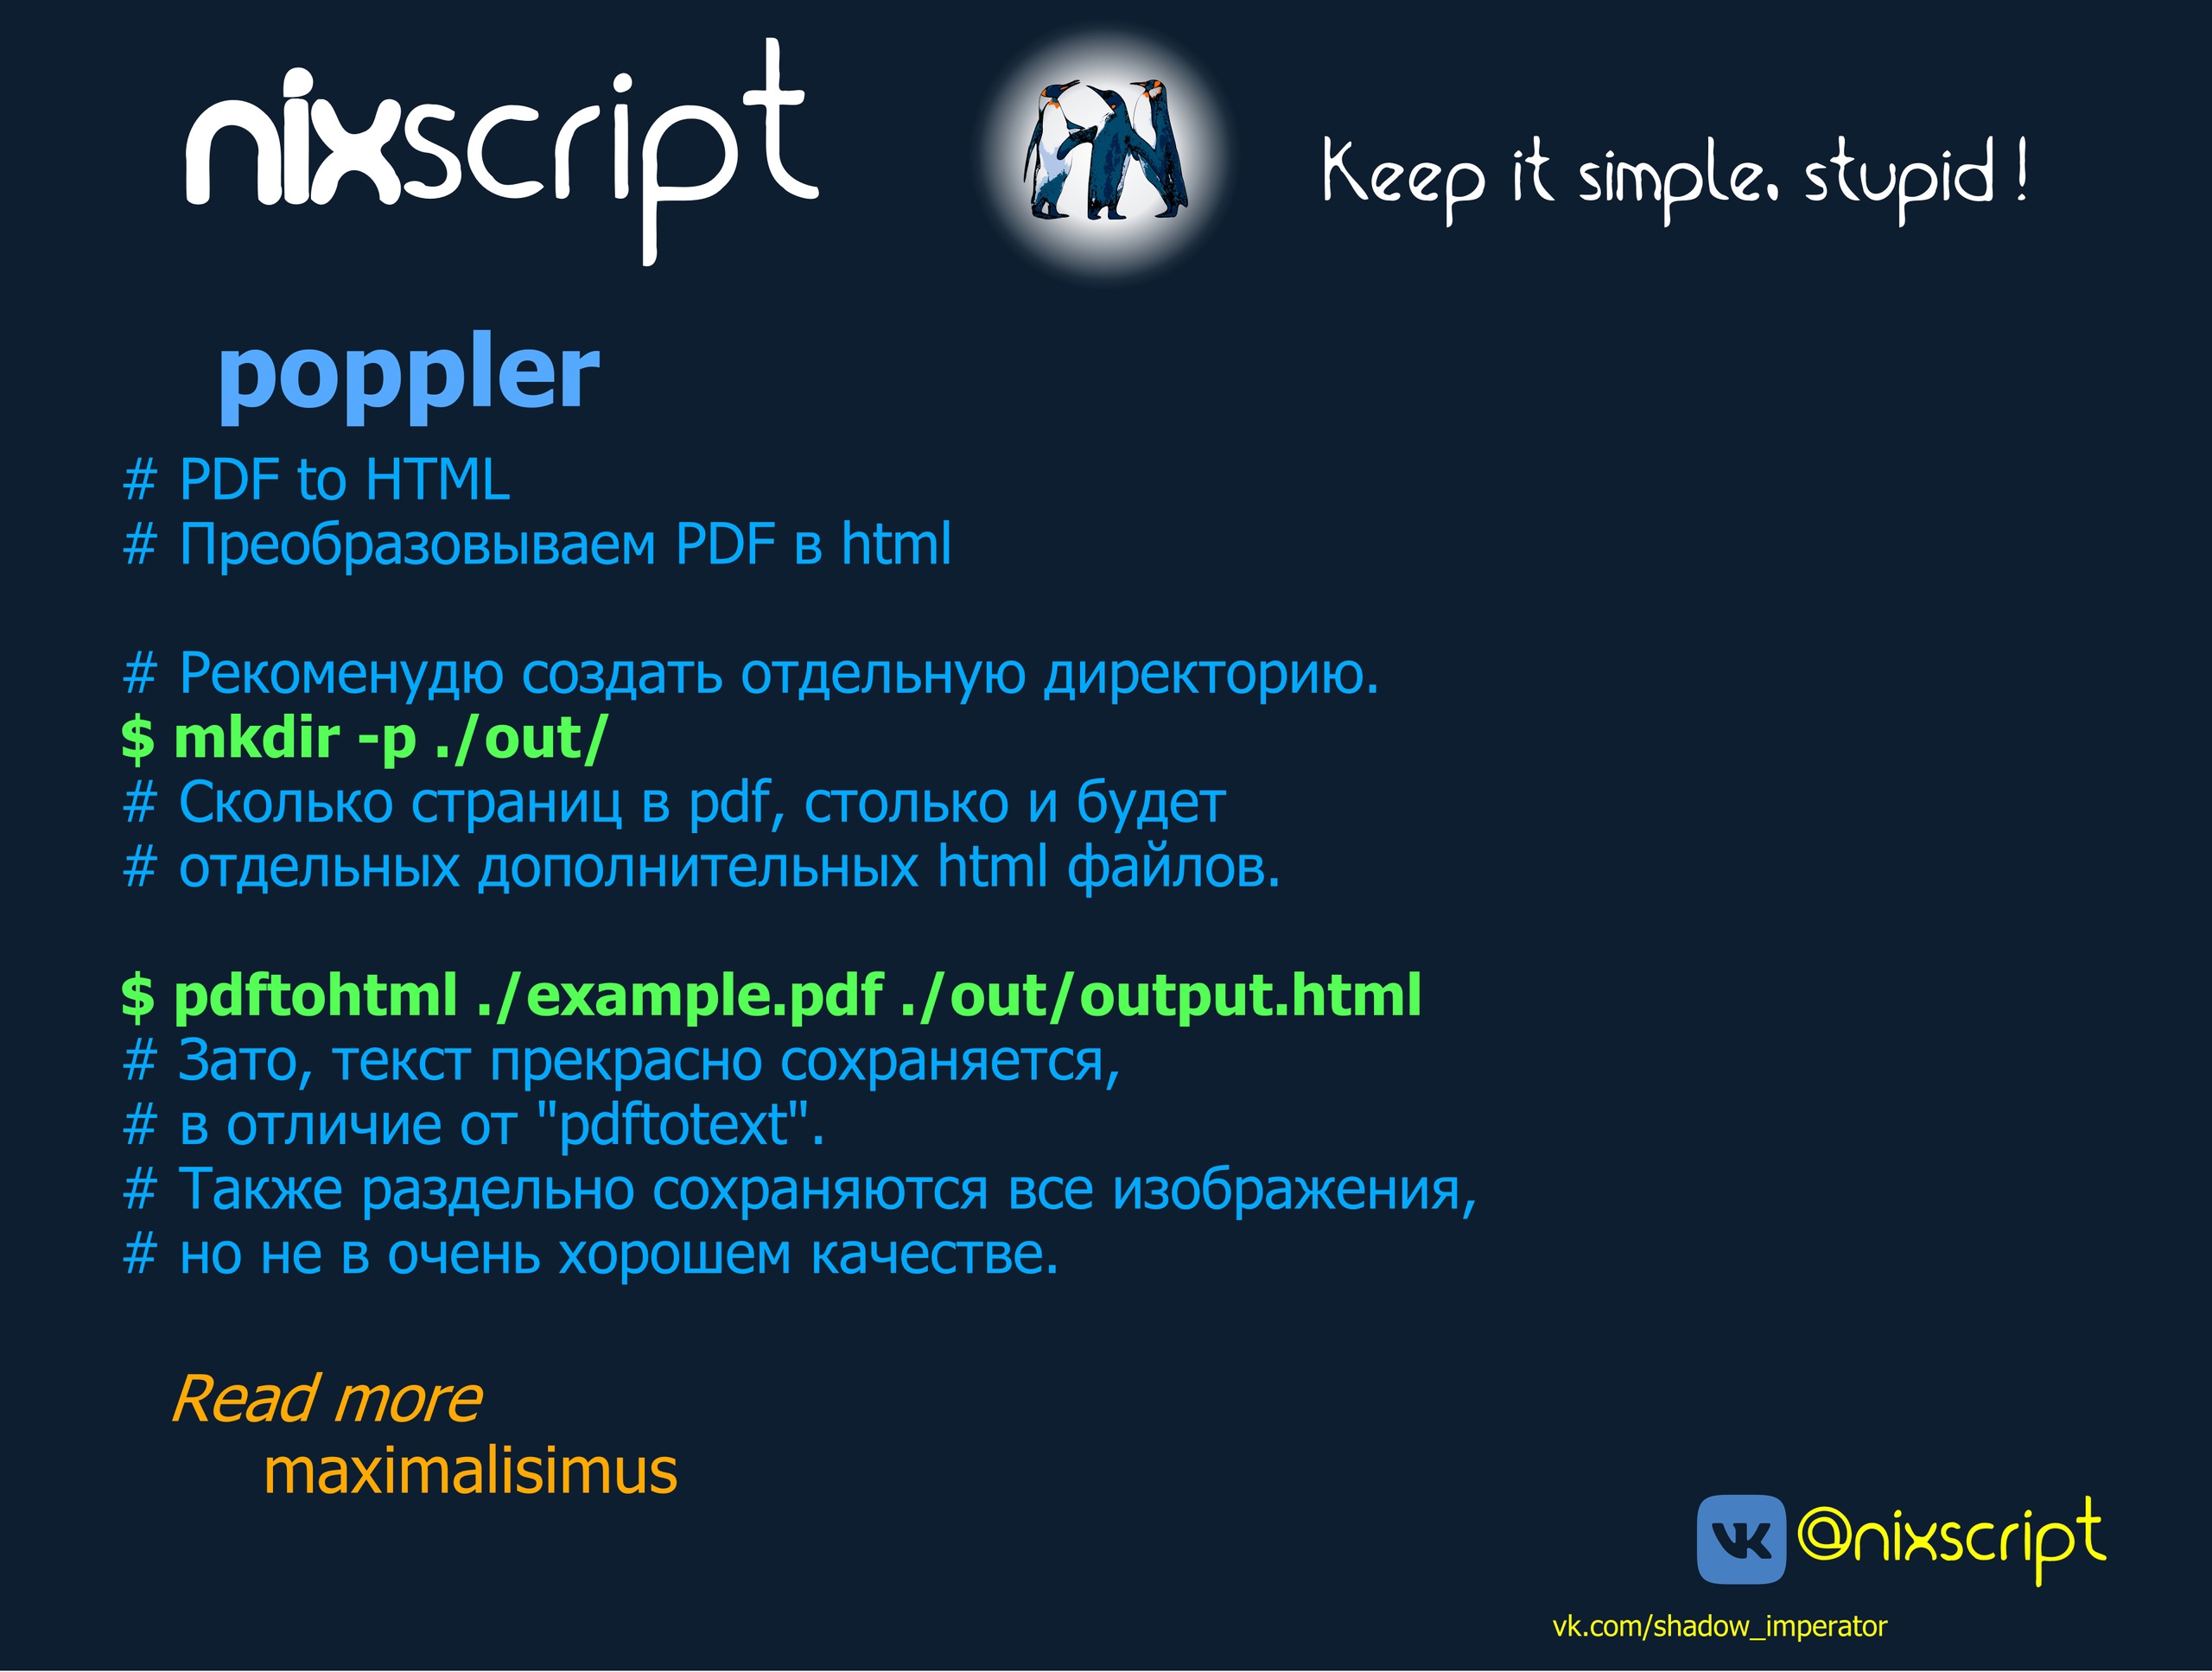 nixscript
Keep it simple, stupid !
poppler
# PDF to HTML
# Преобразовываем PDF в html
# Рекоменудю создать отдельную директорию.
$ mkdir -p ./out/
# Сколько страниц в pdf, столько и будет
# отдельных дополнительных html файлов.
$ pdftohtml ./example.pdf ./out/output.html
# Зато, текст прекрасно сохраняется,
# в отличие от "pdftotext".
# Также раздельно сохраняются все изображения,
# но не в очень хорошем качестве.
Read more
maximalisimus
@nixscript
vk.com/shadow_imperator